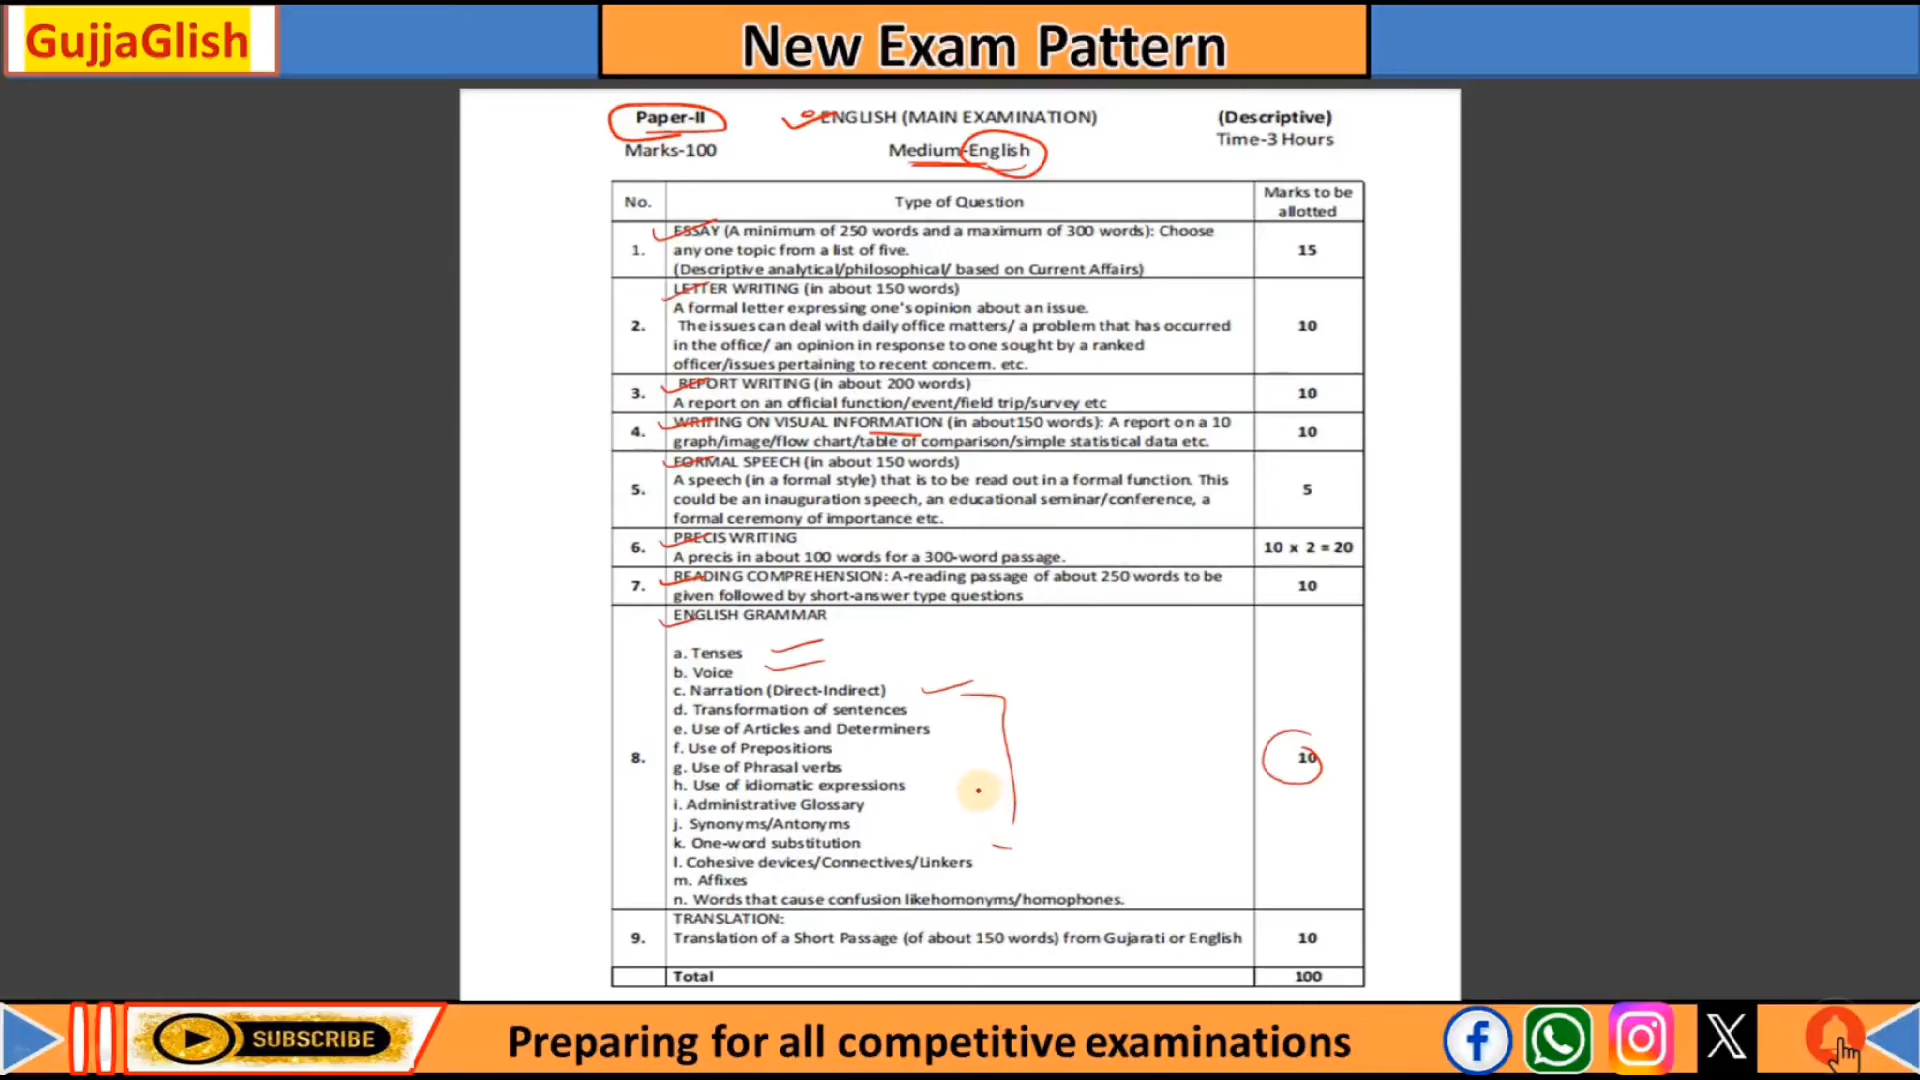 GujjaGlish
New Exam Pattern
Paper-II
ENGLISH (MAIN EXAMINATION)
(Descriptive)
Time-3 Hours
Marks-100
Medium-English
No.
Type of Question
Marks to be
allotted
1.
ESSAY (A minimum of 250 words and a maximum of 300 words): Choose
any one topic from a list of five.
(Descriptive analytical/philosophical/ based on Current Affairs)
15
2.
LETTER WRITING (in about 150 words)
A formal letter expressing one's opinion about an issue.
The issues can deal with daily office matters/ a problem that has occurred
in the office/ an opinion in response to one sought by a ranked
officer/issues pertaining to recent concern. etc.
10
3.
REPORT WRITING (in about 200 words)
A report on an official function/event/field trip/survey etc
10
4.
WRITING ON VISUAL INFORMATION (in about150 words): A report on a 10
graph/image/flow chart/table of comparison/simple statistical data etc.
10
5.
FORMAL SPEECH (in about 150 words)
A speech (in a formal style) that is to be read out in a formal function. This
could be an inauguration speech, an educational seminar/conference, a
formal ceremony of importance etc.
5
6.
PRECIS WRITING
A precis in about 100 words for a 300-word passage.
10 x 2 = 20
7.
READING COMPREHENSION: A-reading passage of about 250 words to be
given followed by short-answer type questions
10
8.
ENGLISH GRAMMAR
a. Tenses
b. Voice
c. Narration (Direct-Indirect)
d. Transformation of sentences
e. Use of Articles and Determiners
f. Use of Prepositions
g. Use of Phrasal verbs
h. Use of idiomatic expressions
i. Administrative Glossary
j. Synonyms/Antonyms
k. One-word substitution
l. Cohesive devices/Connectives/Linkers
m. Affixes
n. Words that cause confusion likehomonyms/homophones.
10
9.
TRANSLATION:
Translation of a Short Passage (of about 150 words) from Gujarati or English
10
Total
100
SUBSCRIBE
Preparing for all competitive examinations